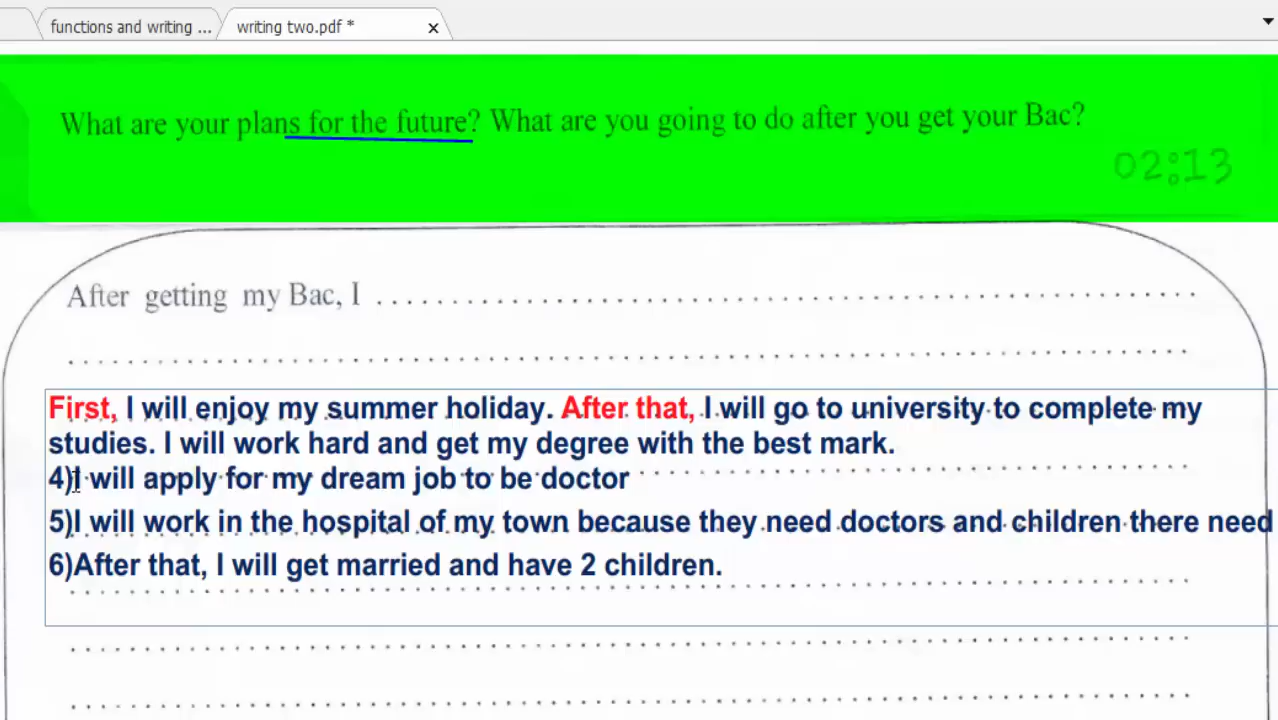 functions and writing ...
writing two.pdf *
What are your plans for the future? What are you going to do after you get your Bac?
02:13
After getting my Bac, I
First, I will enjoy my summer holiday. After that, I will go to university to complete my
studies. I will work hard and get my degree with the best mark.
4)I will apply for my dream job to be doctor
5)I will work in the hospital of my town because they need doctors and children there need
6)After that, I will get married and have 2 children.